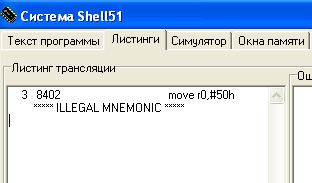 Система Shell51
Текст программы Листинги Симулятор Окна памяти
Листинг трансляции
3 8402 move r0,#50h
***** ILLEGAL MNEMONIC *****